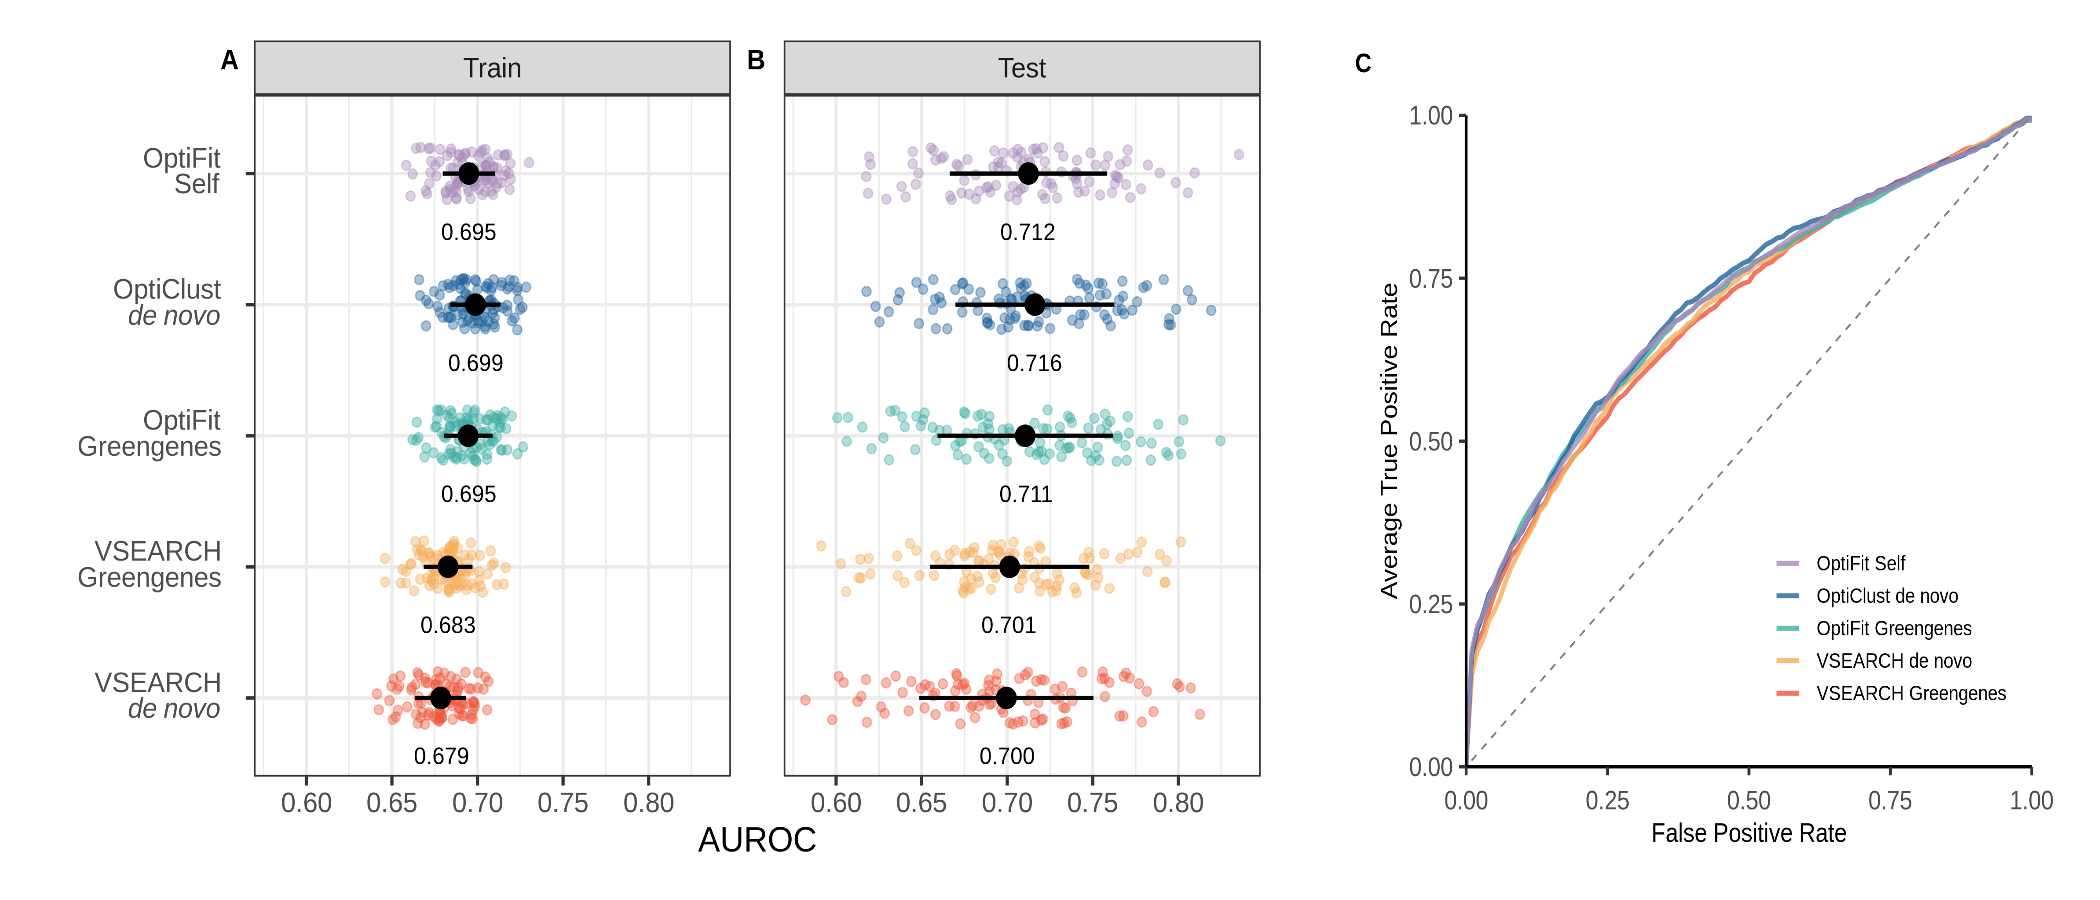 A
Train
B
Test
C
OptiFit
Self
OptiClust
de novo
OptiFit
Greengenes
VSEARCH
Greengenes
VSEARCH
de novo
0.695
0.699
0.695
0.683
0.679
0.712
0.716
0.711
0.701
0.700
0.60 0.65 0.70 0.75 0.80
0.60 0.65 0.70 0.75 0.80
AUROC
Average True Positive Rate
1.00
0.75
0.50
0.25
0.00
OptiFit Self
OptiClust de novo
OptiFit Greengenes
VSEARCH de novo
VSEARCH Greengenes
0.00 0.25 0.50 0.75 1.00
False Positive Rate